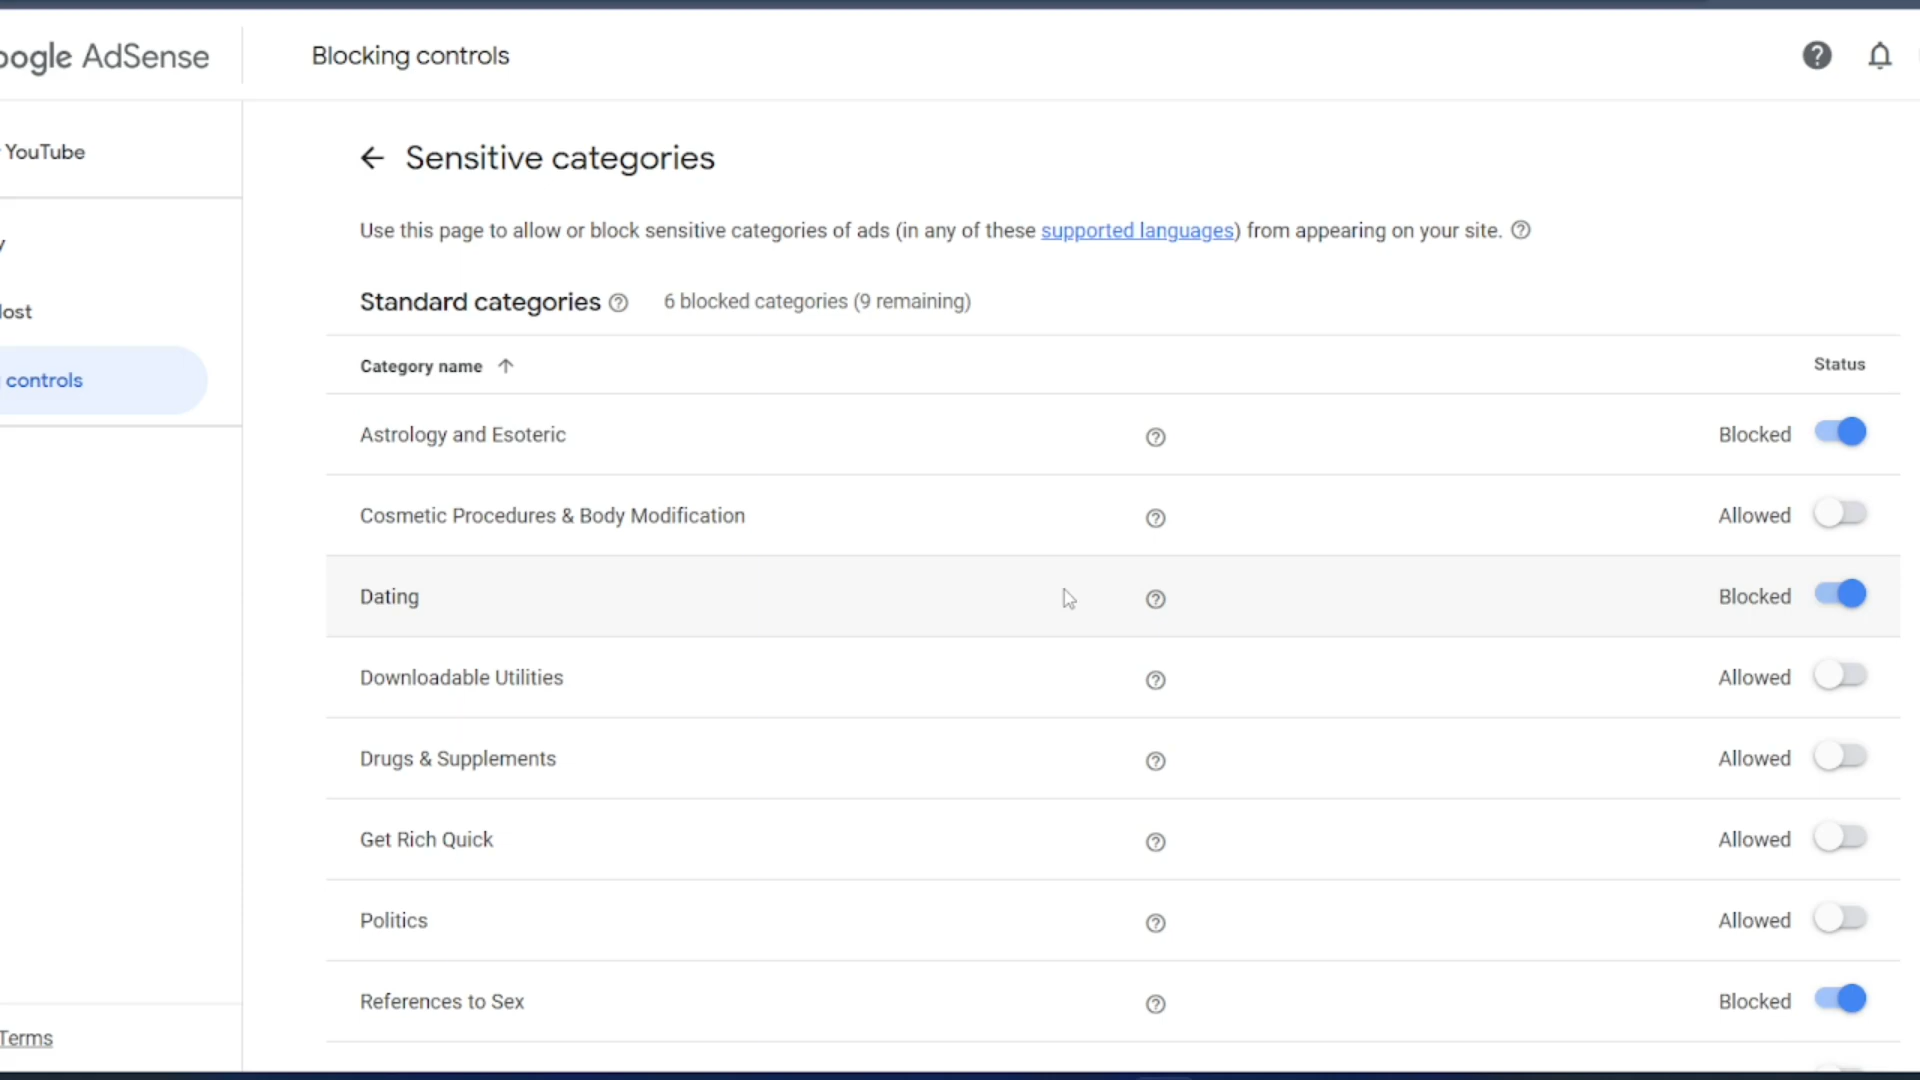 oogle AdSense
Blocking controls
YouTube
y
Sensitive categories
Use this page to allow or block sensitive categories of ads (in any of these supported languages) from appearing on your site.
lost
Standard categories 6 blocked categories (9 remaining)
controls
Category name Status
Astrology and Esoteric Blocked
Cosmetic Procedures & Body Modification Allowed
Dating Blocked
Downloadable Utilities Allowed
Drugs & Supplements Allowed
Get Rich Quick Allowed
Politics Allowed
References to Sex Blocked
Terms